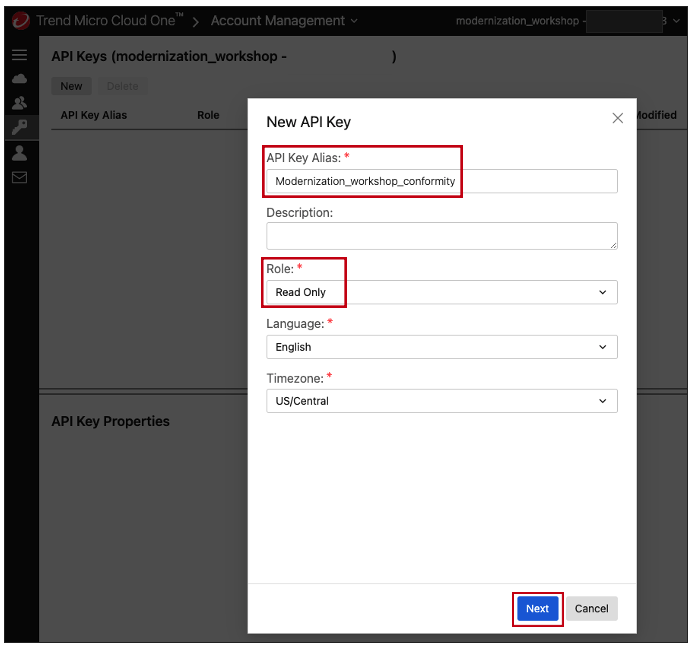 Trend Micro Cloud One™ > Account Management
modernization_workshop - 3
API Keys (modernization_workshop - )
New Delete
API Key Alias Role Modified
New API Key
API Key Alias: *
Modernization_workshop_conformity
Description:
Role: *
Read Only
Language: *
English
Timezone: *
US/Central
API Key Properties
Next Cancel